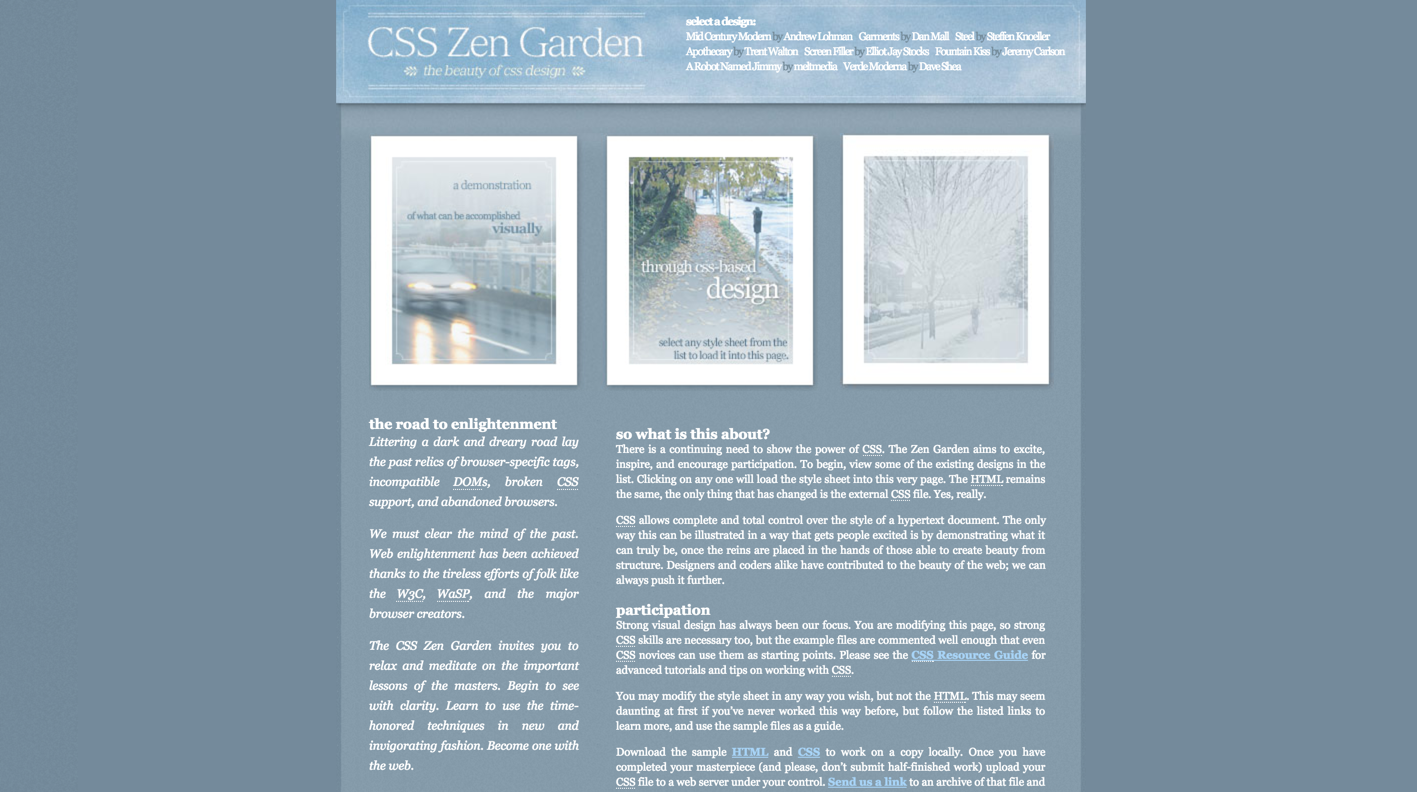 CSS Zen Garden
the beauty of css design
select a design:
Mid Century Modern by Andrew Lohman Garments by Dan Mall Steel by Steffen Knoeller
Apothecary by Trent Walton Screen Filler by Elliot Jay Stocks Fountain Kiss by Jeremy Carlson
A Robot Named Jimmy by meltmedia Verde Moderna by Dave Shea
a demonstration
of what can be accomplished
visually
through css-based
design
select any style sheet from the
list to load it into this page.
the road to enlightenment
Littering a dark and dreary road lay
the past relics of browser-specific tags,
incompatible DOMs, broken CSS
support, and abandoned browsers.
We must clear the mind of the past.
Web enlightenment has been achieved
thanks to the tireless efforts of folk like
the W3C, WaSP, and the major
browser creators.
The CSS Zen Garden invites you to
relax and meditate on the important
lessons of the masters. Begin to see
with clarity. Learn to use the time-
honored techniques in new and
invigorating fashion. Become one with
the web.
so what is this about?
There is a continuing need to show the power of CSS. The Zen Garden aims to excite,
inspire, and encourage participation. To begin, view some of the existing designs in the
list. Clicking on any one will load the style sheet into this very page. The HTML remains
the same, the only thing that has changed is the external CSS file. Yes, really.
CSS allows complete and total control over the style of a hypertext document. The only
way this can be illustrated in a way that gets people excited is by demonstrating what it
can truly be, once the reins are placed in the hands of those able to create beauty from
structure. Designers and coders alike have contributed to the beauty of the web; we can
always push it further.
participation
Strong visual design has always been our focus. You are modifying this page, so strong
CSS skills are necessary too, but the example files are commented well enough that even
CSS novices can use them as starting points. Please see the CSS Resource Guide for
advanced tutorials and tips on working with CSS.
You may modify the style sheet in any way you wish, but not the HTML. This may seem
daunting at first if you've never worked this way before, but follow the listed links to
learn more, and use the sample files as a guide.
Download the sample HTML and CSS to work on a copy locally. Once you have
completed your masterpiece (and please, don't submit half-finished work) upload your
CSS file to a web server under your control. Send us a link to an archive of that file and